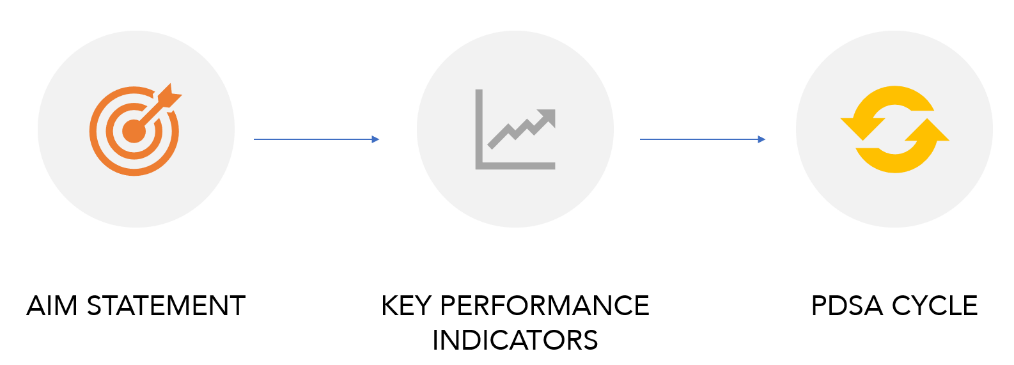 AIM STATEMENT
KEY PERFORMANCE
INDICATORS
PDSA CYCLE